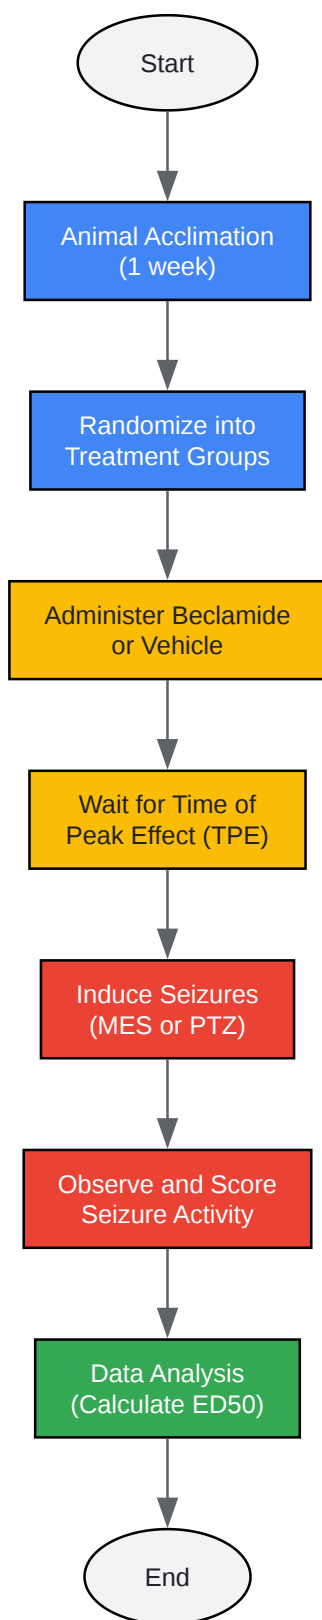 Start
Animal Acclimation
(1 week)
Randomize into
Treatment Groups
Administer Beclamide
or Vehicle
Wait for Time of
Peak Effect (TPE)
Induce Seizures
(MES or PTZ)
Observe and Score
Seizure Activity
Data Analysis
(Calculate ED50)
End